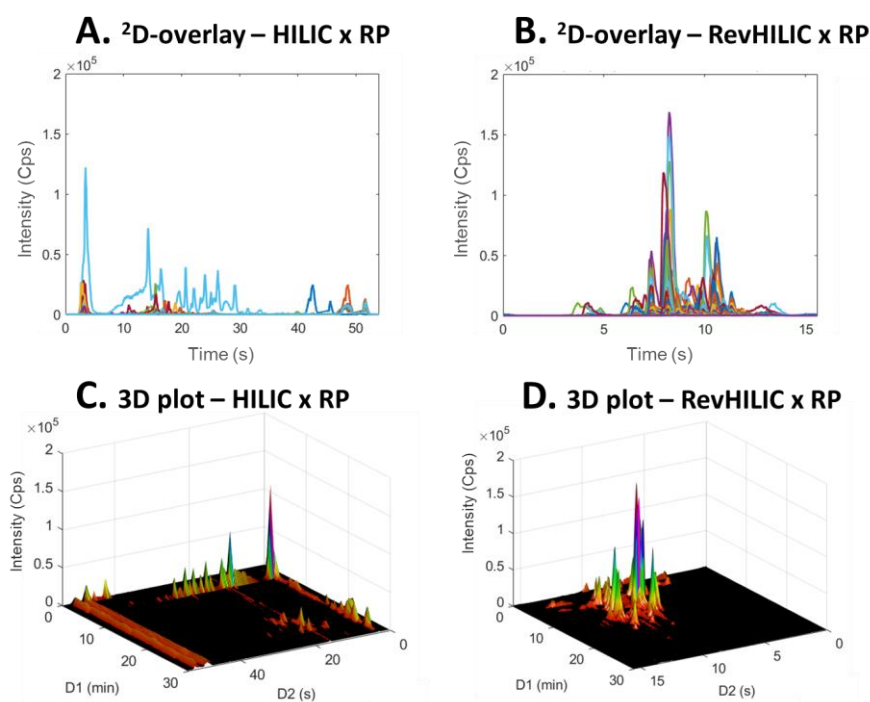 A. ²D-overlay – HILIC x RP
×10⁵
2
1.5
1
0.5
0
Intensity (Cps)
0 10 20 30 40 50
Time (s)
B. ²D-overlay – RevHILIC x RP
×10⁵
2
1.5
1
0.5
0
Intensity (Cps)
0 5 10 15
Time (s)
C. 3D plot – HILIC x RP
×10⁵
2
1.5
1
0.5
0
Intensity (Cps)
0
10
20
30
D1 (min)
40
20
0
D2 (s)
D. 3D plot – RevHILIC x RP
×10⁵
2
1.5
1
0.5
0
Intensity (Cps)
0
10
20
30
D1 (min)
15
10
5
0
D2 (s)